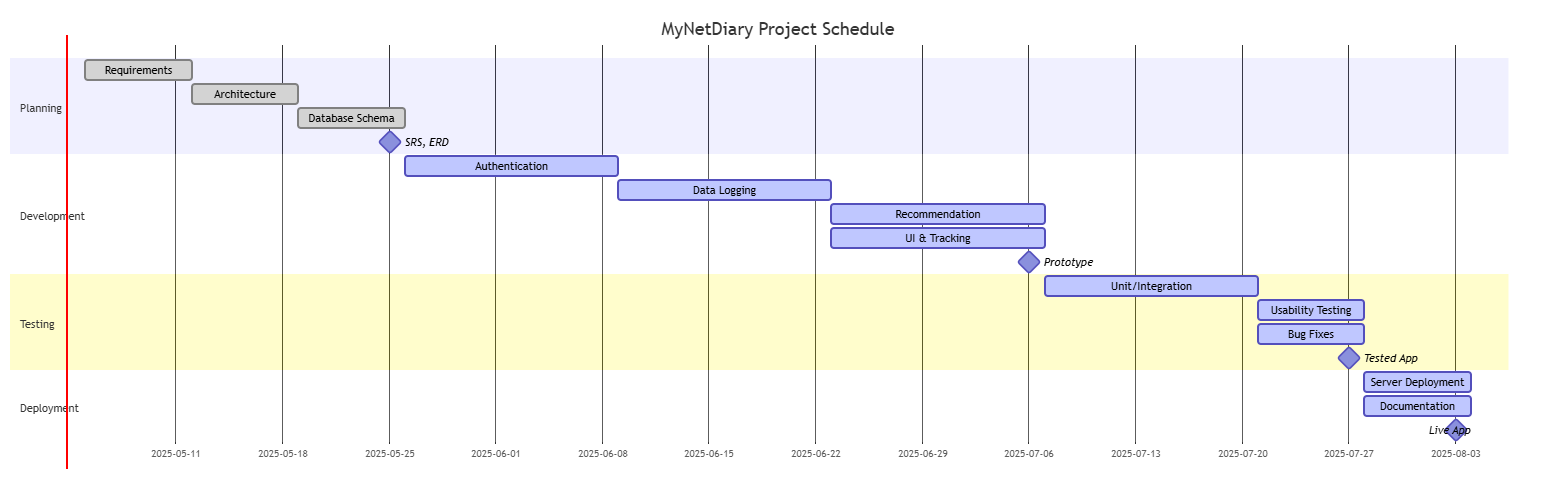 MyNetDiary Project Schedule
Requirements
Architecture
Planning
Database Schema
SRS, ERD
Authentication
Data Logging
Development
Recommendation
UI & Tracking
Prototype
Unit/Integration
Testing
Usability Testing
Bug Fixes
Tested App
Server Deployment
Deployment
Documentation
Live App
2025-05-11 2025-05-18 2025-05-25 2025-06-01 2025-06-08 2025-06-15 2025-06-22 2025-06-29 2025-07-06 2025-07-13 2025-07-20 2025-07-27 2025-08-03